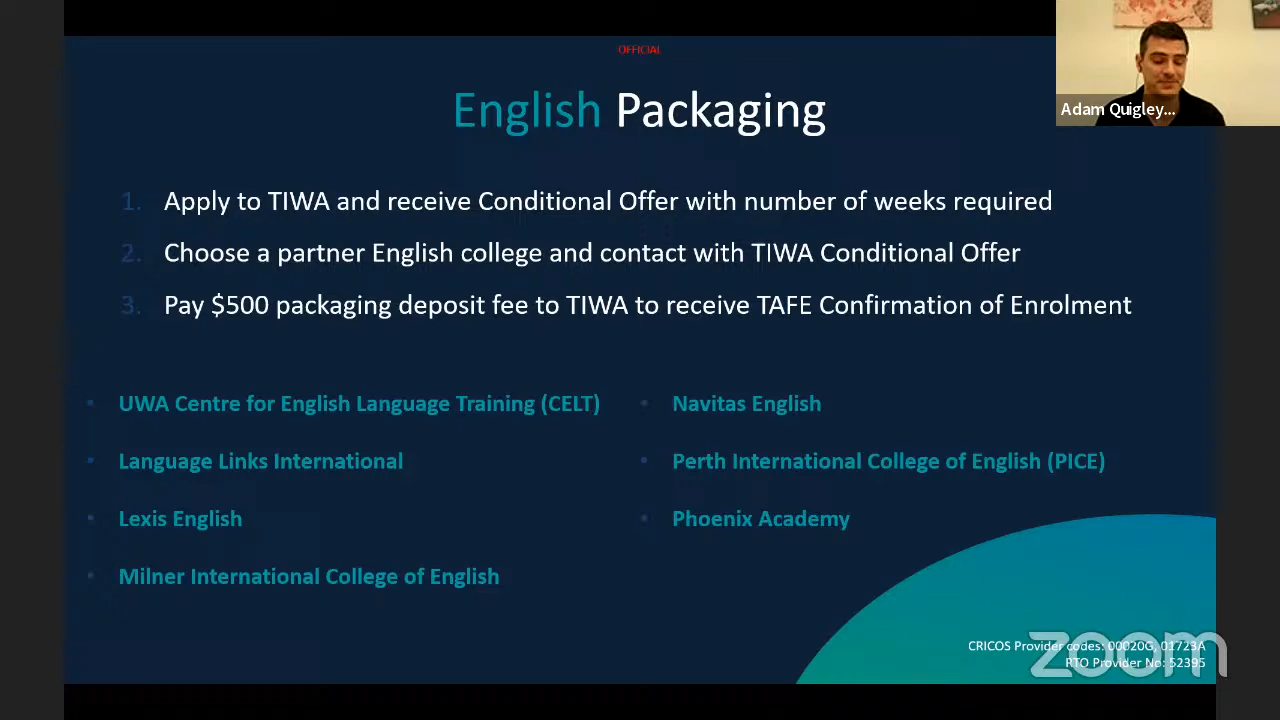 OFFICIAL
English Packaging
Adam Quigley...
1. Apply to TIWA and receive Conditional Offer with number of weeks required
2. Choose a partner English college and contact with TIWA Conditional Offer
3. Pay $500 packaging deposit fee to TIWA to receive TAFE Confirmation of Enrolment
• UWA Centre for English Language Training (CELT)
• Language Links International
• Lexis English
• Milner International College of English
• Navitas English
• Perth International College of English (PICE)
• Phoenix Academy
CRICOS Provider codes: 00020G, 01723A
RTO Provider No: 52395
zoom